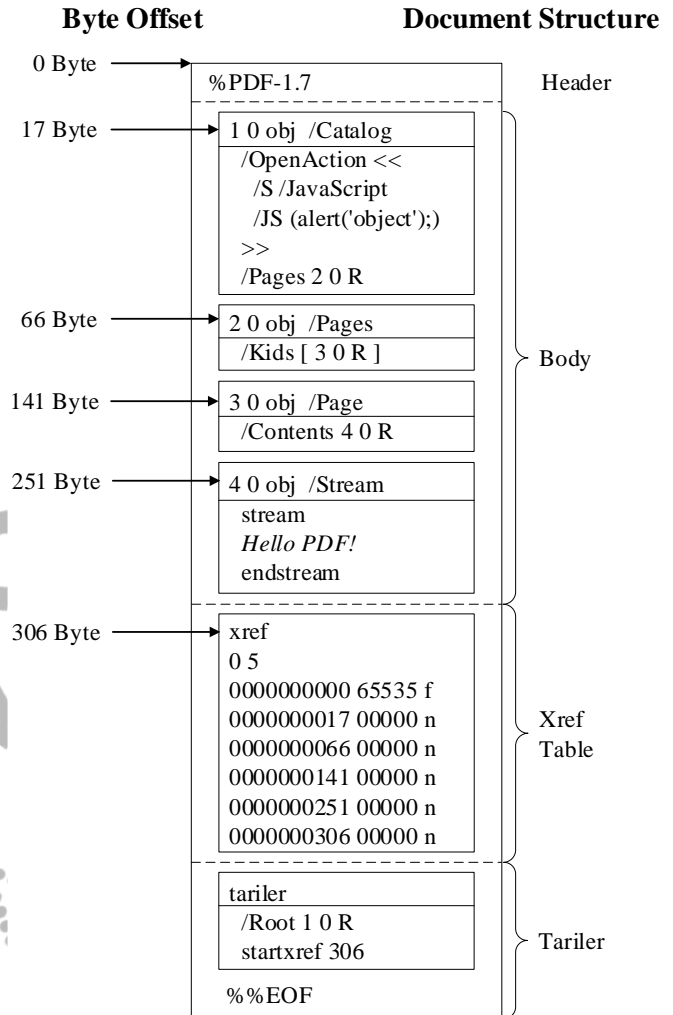 Byte Offset Document Structure
0 Byte
%PDF-1.7 Header
17 Byte 1 0 obj /Catalog
/OpenAction <<
/S /JavaScript
/JS (alert('object');)
>>
/Pages 2 0 R
66 Byte 2 0 obj /Pages
/Kids [ 3 0 R ] Body
141 Byte 3 0 obj /Page
/Contents 4 0 R
251 Byte 4 0 obj /Stream
stream
Hello PDF!
endstream
306 Byte xref
0 5
0000000000 65535 f
0000000017 00000 n Xref
0000000066 00000 n Table
0000000141 00000 n
0000000251 00000 n
0000000306 00000 n
tariler
/Root 1 0 R
startxref 306 Tariler
%%EOF